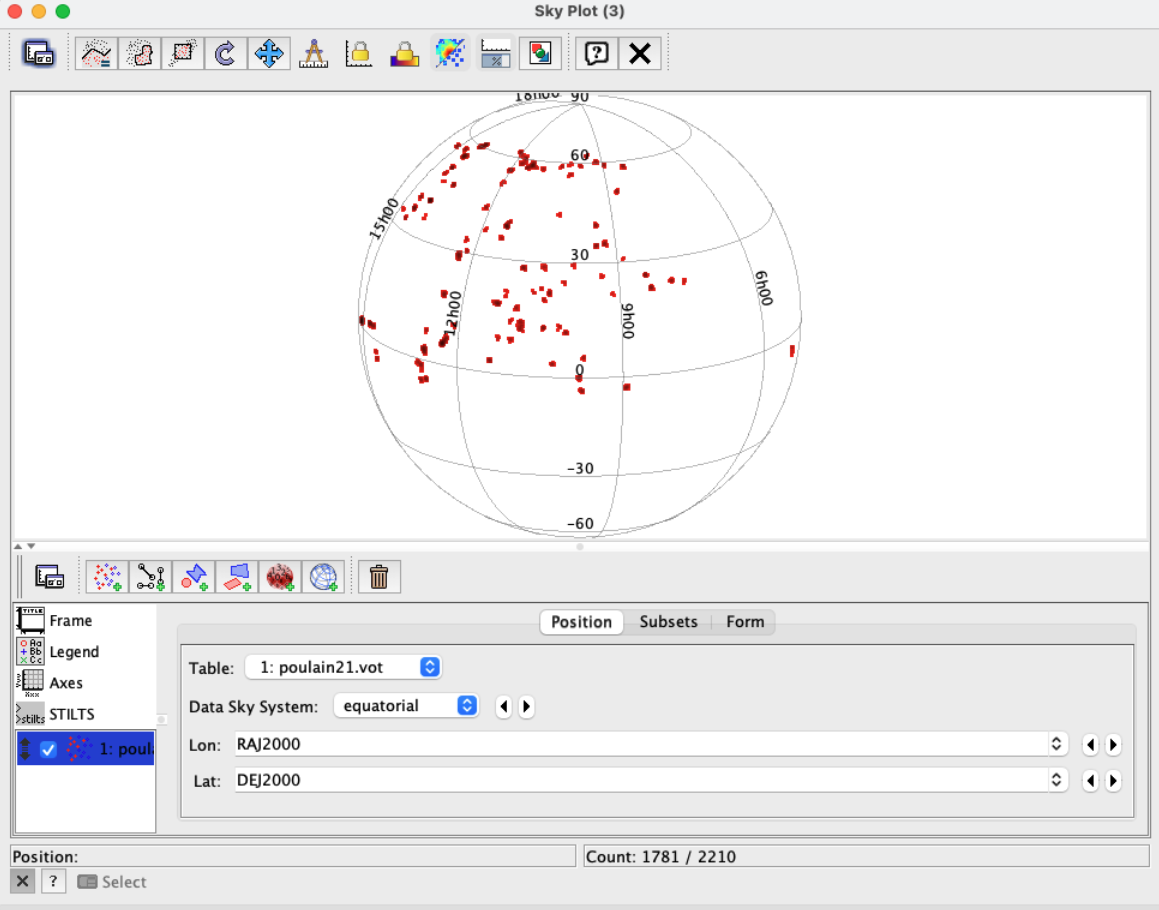 Sky Plot (3)
18h00 90
60
15h00
30
6h00
12h00
9h00
0
-30
-60
Position Subsets Form
Frame
Legend
Axes
STILTS
1: poul
Table: 1: poulain21.vot
Data Sky System: equatorial
Lon: RAJ2000
Lat: DEJ2000
Position:
Count: 1781 / 2210
Select